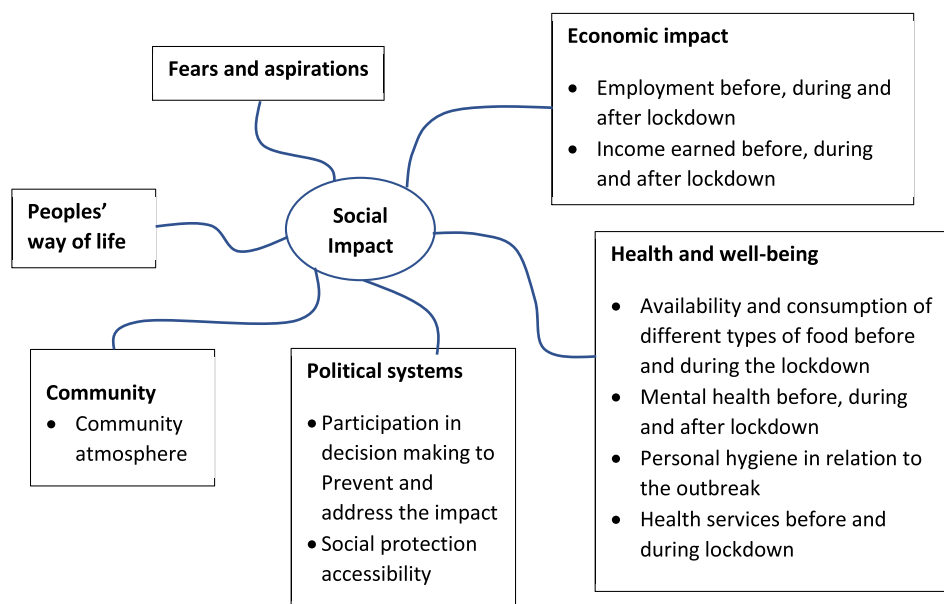 Fears and aspirations
Economic impact
• Employment before, during and
after lockdown
• Income earned before, during
and after lockdown
Peoples’
way of life
Social
Impact
Health and well-being
• Availability and consumption of
different types of food before
and during the lockdown
• Mental health before, during
and after lockdown
• Personal hygiene in relation to
the outbreak
• Health services before and
during lockdown
Community
• Community
atmosphere
Political systems
• Participation in
decision making to
Prevent and
address the impact
• Social protection
accessibility